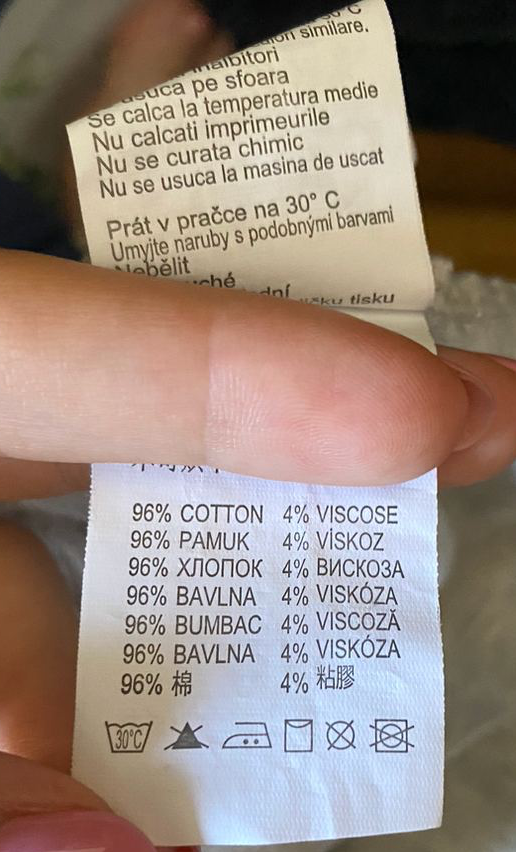 similare.
pe sfoara
Se calca la temperatura medie
Nu calcati imprimeurile
Nu se curata chimic
Nu se usuca la masina de uscat
Prát v pračce na 30° C
Umyjte naruby s podobnými barvami
Nebělit
tisku
96% COTTON 4% VISCOSE
96% PAMUK 4% VİSKOZ
96% ХЛОПОК 4% ВИСКОЗА
96% BAVLNA 4% VISKÓZA
96% BUMBAC 4% VISCOZĂ
96% BAVLNA 4% VISKÓZA
96% 棉 4% 粘膠
30°C